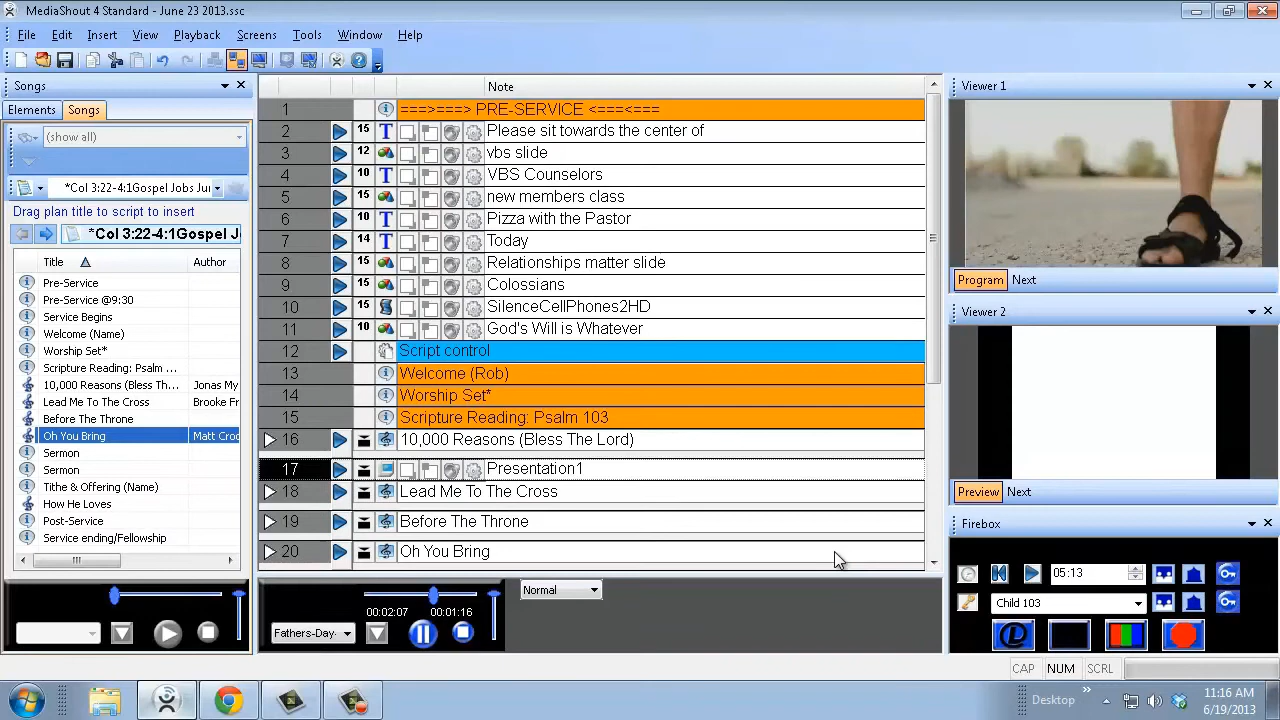 MediaShout 4 Standard - June 23 2013.ssc
File Edit Insert View Playback Screens Tools Window Help
Songs
Elements Songs
(show all)
*Col 3:22-4:1Gospel Jobs Jun
Drag plan title to script to insert
*Col 3:22-4:1Gospel Jo
Title Author
Pre-Service
Pre-Service @9:30
Service Begins
Welcome (Name)
Worship Set*
Scripture Reading: Psalm ...
10,000 Reasons (Bless Th... Jonas My
Lead Me To The Cross Brooke Fr
Before The Throne
Oh You Bring Matt Croc
Sermon
Sermon
Tithe & Offering (Name)
How He Loves
Post-Service
Service ending/Fellowship
Note
1 ===>===> PRE-SERVICE <===<===
2 15 T Please sit towards the center of
3 12 vbs slide
4 10 T VBS Counselors
5 15 new members class
6 10 T Pizza with the Pastor
7 14 T Today
8 15 Relationships matter slide
9 15 Colossians
10 15 SilenceCellPhones2HD
11 10 God's Will is Whatever
12 Script control
13 Welcome (Rob)
14 Worship Set*
15 Scripture Reading: Psalm 103
16 10,000 Reasons (Bless The Lord)
17 Presentation1
18 Lead Me To The Cross
19 Before The Throne
20 Oh You Bring
00:02:07 00:01:16
Fathers-Day-
Normal
Viewer 1
Program Next
Viewer 2
Preview Next
Firebox
05:13
Child 103
CAP NUM SCRL
Desktop
11:16 AM
6/19/2013